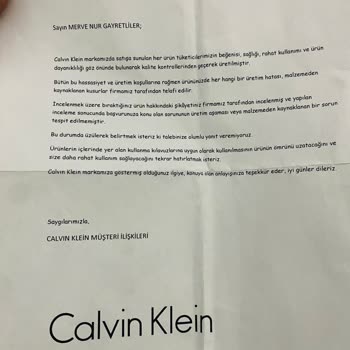 Sayın MERVE NUR GAYRETLİLER;
Calvin Klein markamızda satışa sunulan her ürün tüketicilerimizin beğenisi, sağlığı, rahat kullanımı ve ürün
dayanıklılığı göz önünde bulunarak kalite kontrollerinden geçerek üretilmiştir.
Bütün bu hassasiyet ve üretim koşullarına rağmen ürününüzde her hangi bir üretim hatası, malzemeden
kaynaklanan kusurlar firmamız tarafından telafi edilir.
İncelenmek üzere bıraktığınız ürün hakkındaki şikâyetiniz firmamız tarafından incelenmiş ve yapılan
inceleme sonucunda başvurunuza konu olan sorununun üretim aşaması veya malzemeden kaynaklanan bir sorun
tespit edilmemiştir.
Bu durumda üzülerek belirtmek isteriz ki talebinize olumlu yanıt veremiyoruz.
Ürünlerin içlerinde yer alan kullanma kılavuzlarına uygun olarak kullanılmasının ürünün ömrünü uzatacağını ve
size daha rahat kullanım sağlayacağını tekrar hatırlatmak isteriz.
Calvin Klein markamıza göstermiş olduğunuz ilgiye, konuya olan anlayışınıza teşekkür eder, iyi günler dileriz.
Saygılarımızla,
CALVIN KLEİN MÜŞTERİ İLİŞKİLERİ
Calvin Klein